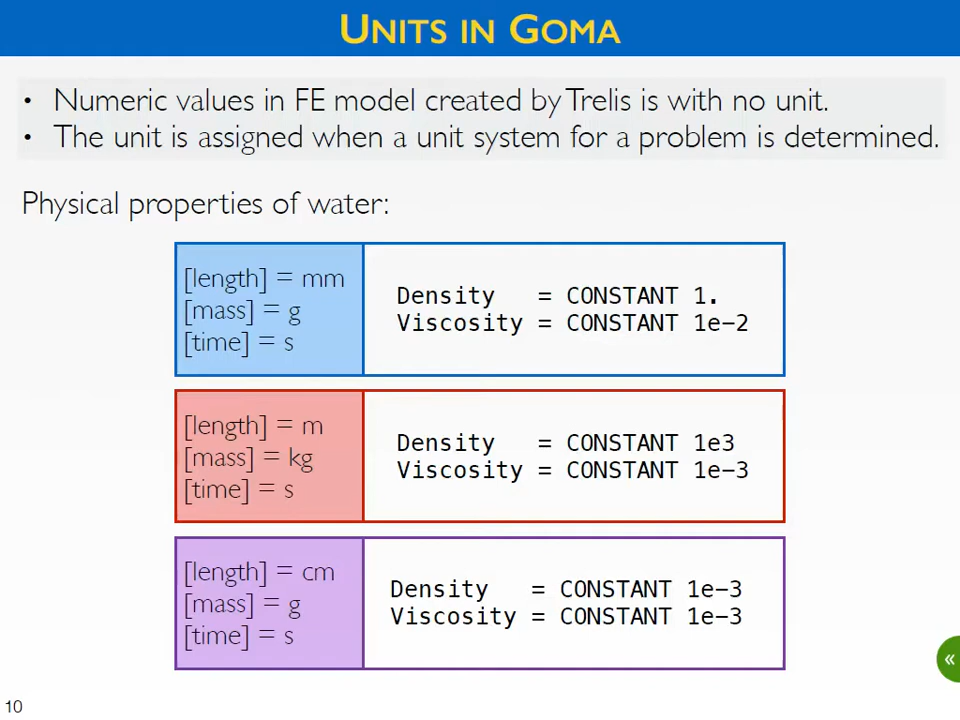 UNITS IN GOMA
• Numeric values in FE model created by Trelis is with no unit.
• The unit is assigned when a unit system for a problem is determined.
Physical properties of water:
[length] = mm
[mass] = g
[time] = s
Density = CONSTANT 1.
Viscosity = CONSTANT 1e-2
[length] = m
[mass] = kg
[time] = s
Density = CONSTANT 1e3
Viscosity = CONSTANT 1e-3
[length] = cm
[mass] = g
[time] = s
Density = CONSTANT 1e-3
Viscosity = CONSTANT 1e-3
«
10